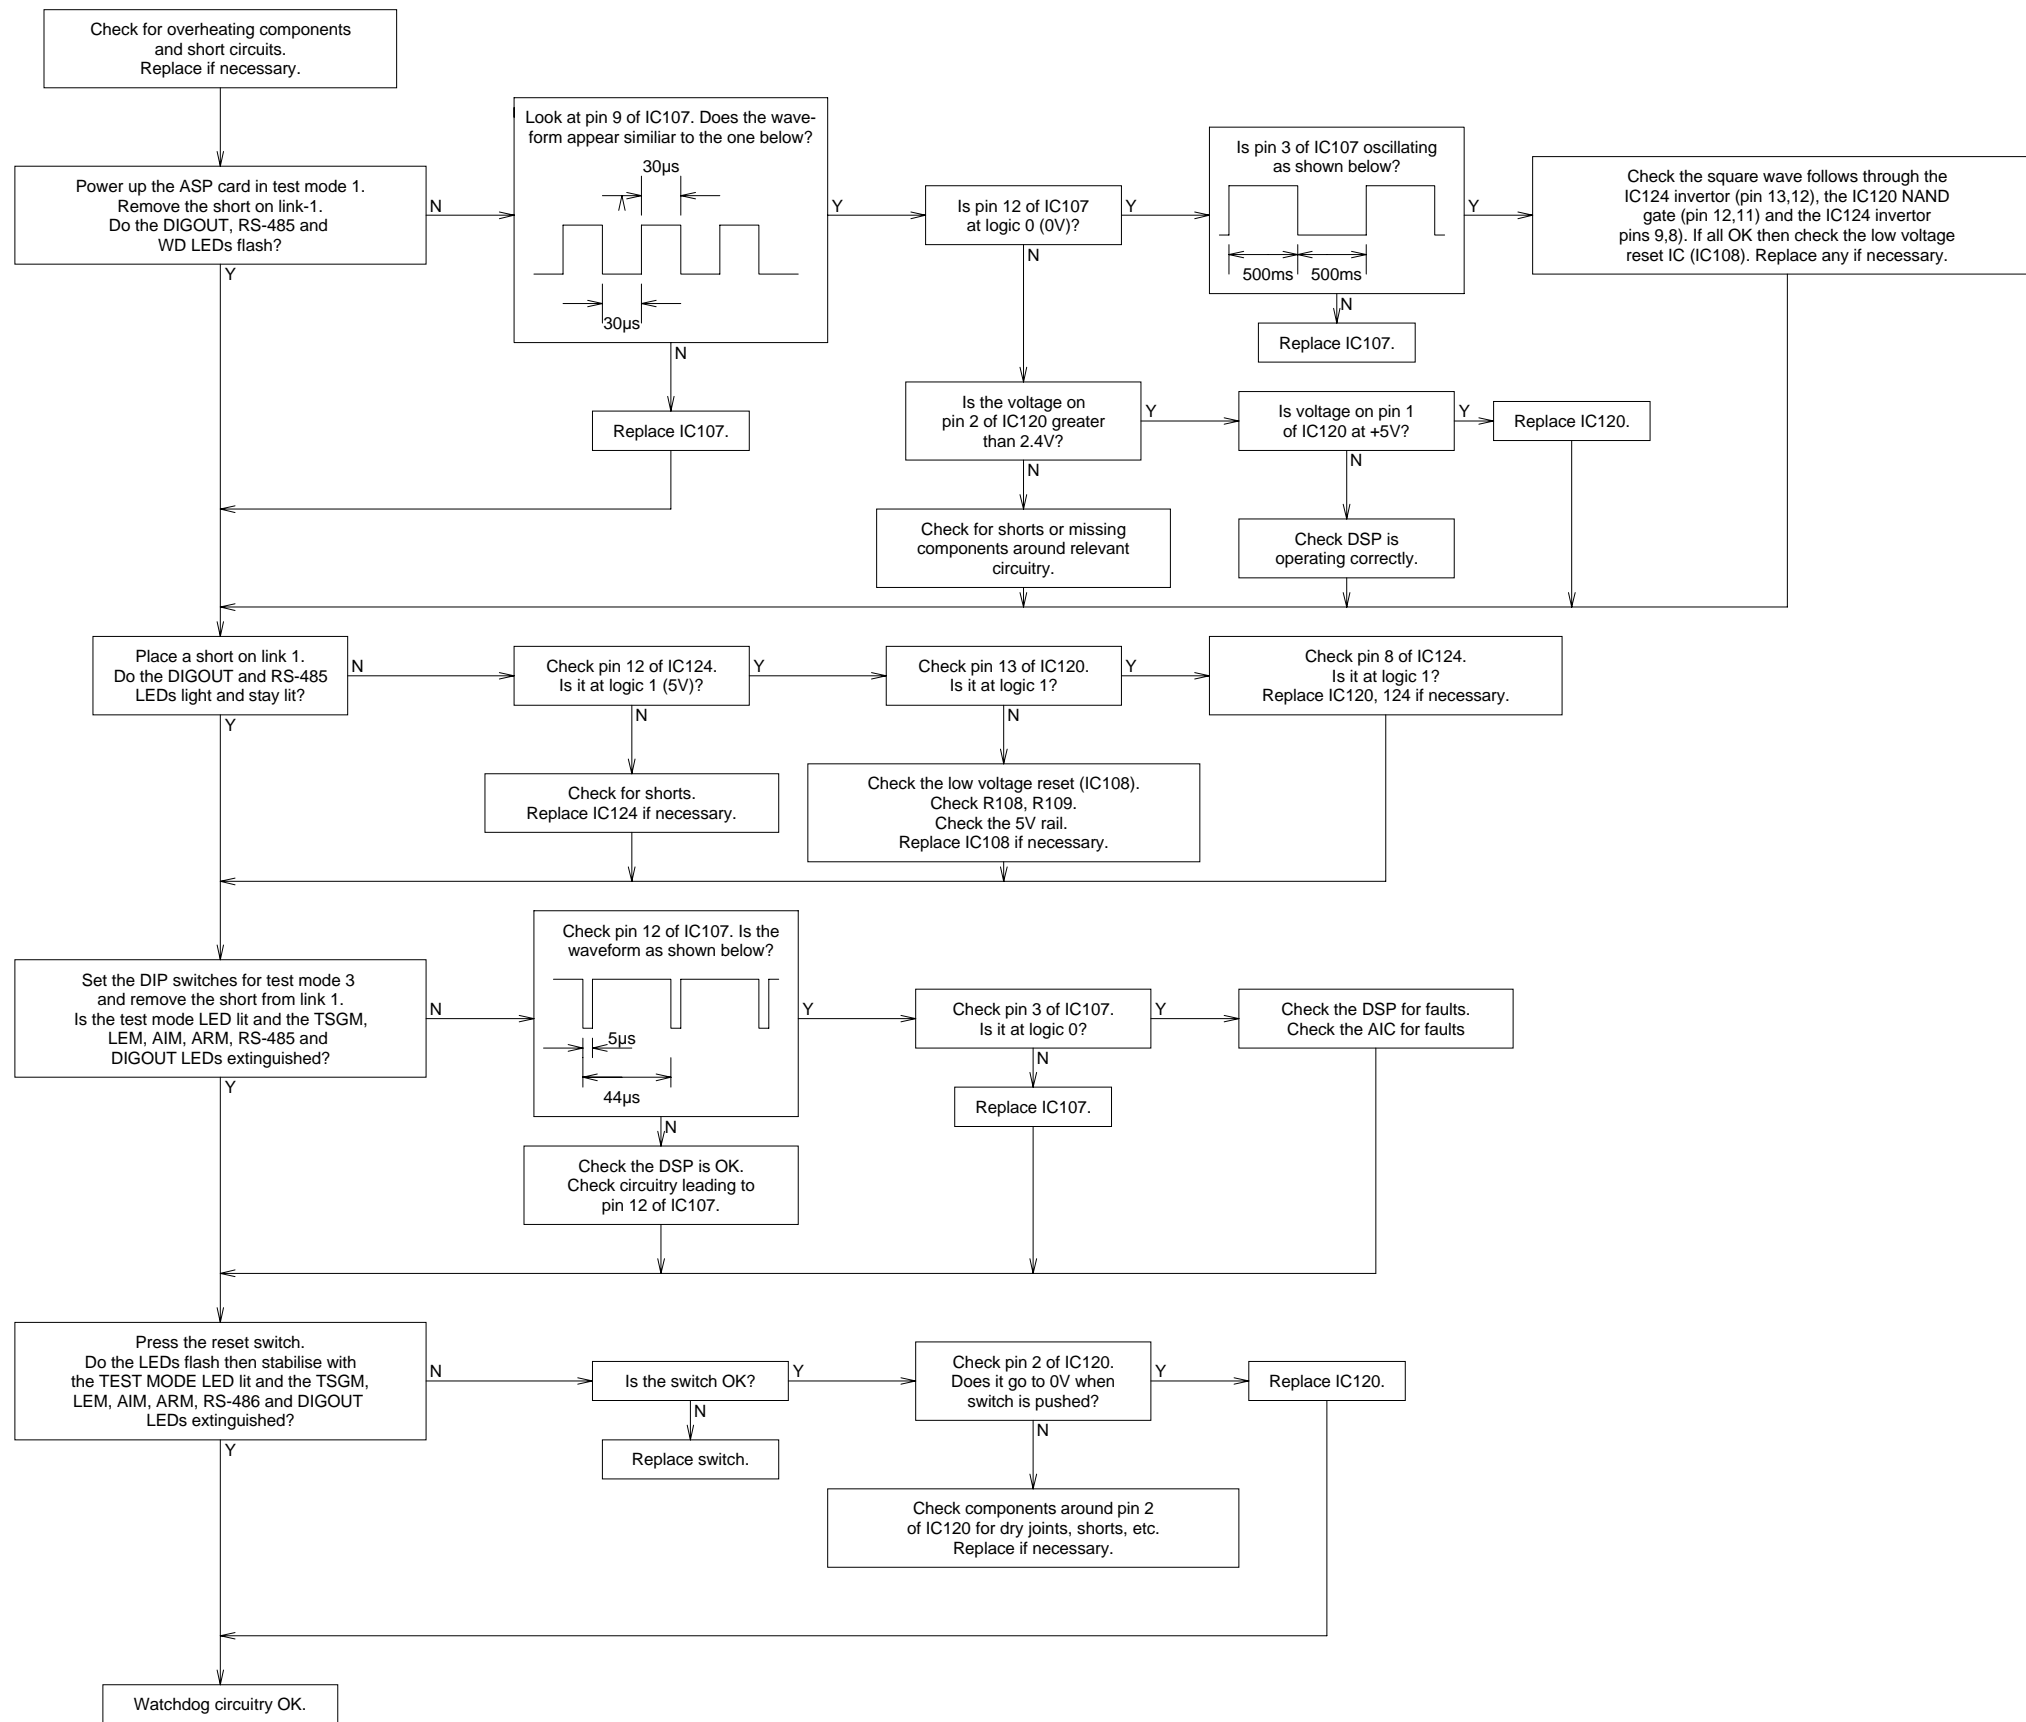 Check for overheating components
and short circuits.
Replace if necessary.
Power up the ASP card in test mode 1.
Remove the short on link-1.
Do the DIGOUT, RS-485 and
WD LEDs flash?
N
Y
Look at pin 9 of IC107. Does the wave-
form appear similiar to the one below?
30µs
30µs
Y
N
Replace IC107.
Is pin 12 of IC107
at logic 0 (0V)?
Y
N
Is pin 3 of IC107 oscillating
as shown below?
500ms 500ms
Y
N
Replace IC107.
Check the square wave follows through the
IC124 invertor (pin 13,12), the IC120 NAND
gate (pin 12,11) and the IC124 invertor
pins 9,8). If all OK then check the low voltage
reset IC (IC108). Replace any if necessary.
Is the voltage on
pin 2 of IC120 greater
than 2.4V?
Y
N
Is voltage on pin 1
of IC120 at +5V?
Y
N
Replace IC120.
Check for shorts or missing
components around relevant
circuitry.
Check DSP is
operating correctly.
Place a short on link 1.
Do the DIGOUT and RS-485
LEDs light and stay lit?
N
Y
Check pin 12 of IC124.
Is it at logic 1 (5V)?
Y
N
Check pin 13 of IC120.
Is it at logic 1?
Y
N
Check pin 8 of IC124.
Is it at logic 1?
Replace IC120, 124 if necessary.
Check for shorts.
Replace IC124 if necessary.
Check the low voltage reset (IC108).
Check R108, R109.
Check the 5V rail.
Replace IC108 if necessary.
Set the DIP switches for test mode 3
and remove the short from link 1.
Is the test mode LED lit and the TSGM,
LEM, AIM, ARM, RS-485 and
DIGOUT LEDs extinguished?
N
Y
Check pin 12 of IC107. Is the
waveform as shown below?
5µs
44µs
Y
N
Check pin 3 of IC107.
Is it at logic 0?
Y
N
Check the DSP for faults.
Check the AIC for faults
Replace IC107.
Check the DSP is OK.
Check circuitry leading to
pin 12 of IC107.
Press the reset switch.
Do the LEDs flash then stabilise with
the TEST MODE LED lit and the TSGM,
LEM, AIM, ARM, RS-486 and DIGOUT
LEDs extinguished?
N
Y
Is the switch OK?
Y
N
Replace switch.
Check pin 2 of IC120.
Does it go to 0V when
switch is pushed?
Y
N
Replace IC120.
Check components around pin 2
of IC120 for dry joints, shorts, etc.
Replace if necessary.
Watchdog circuitry OK.